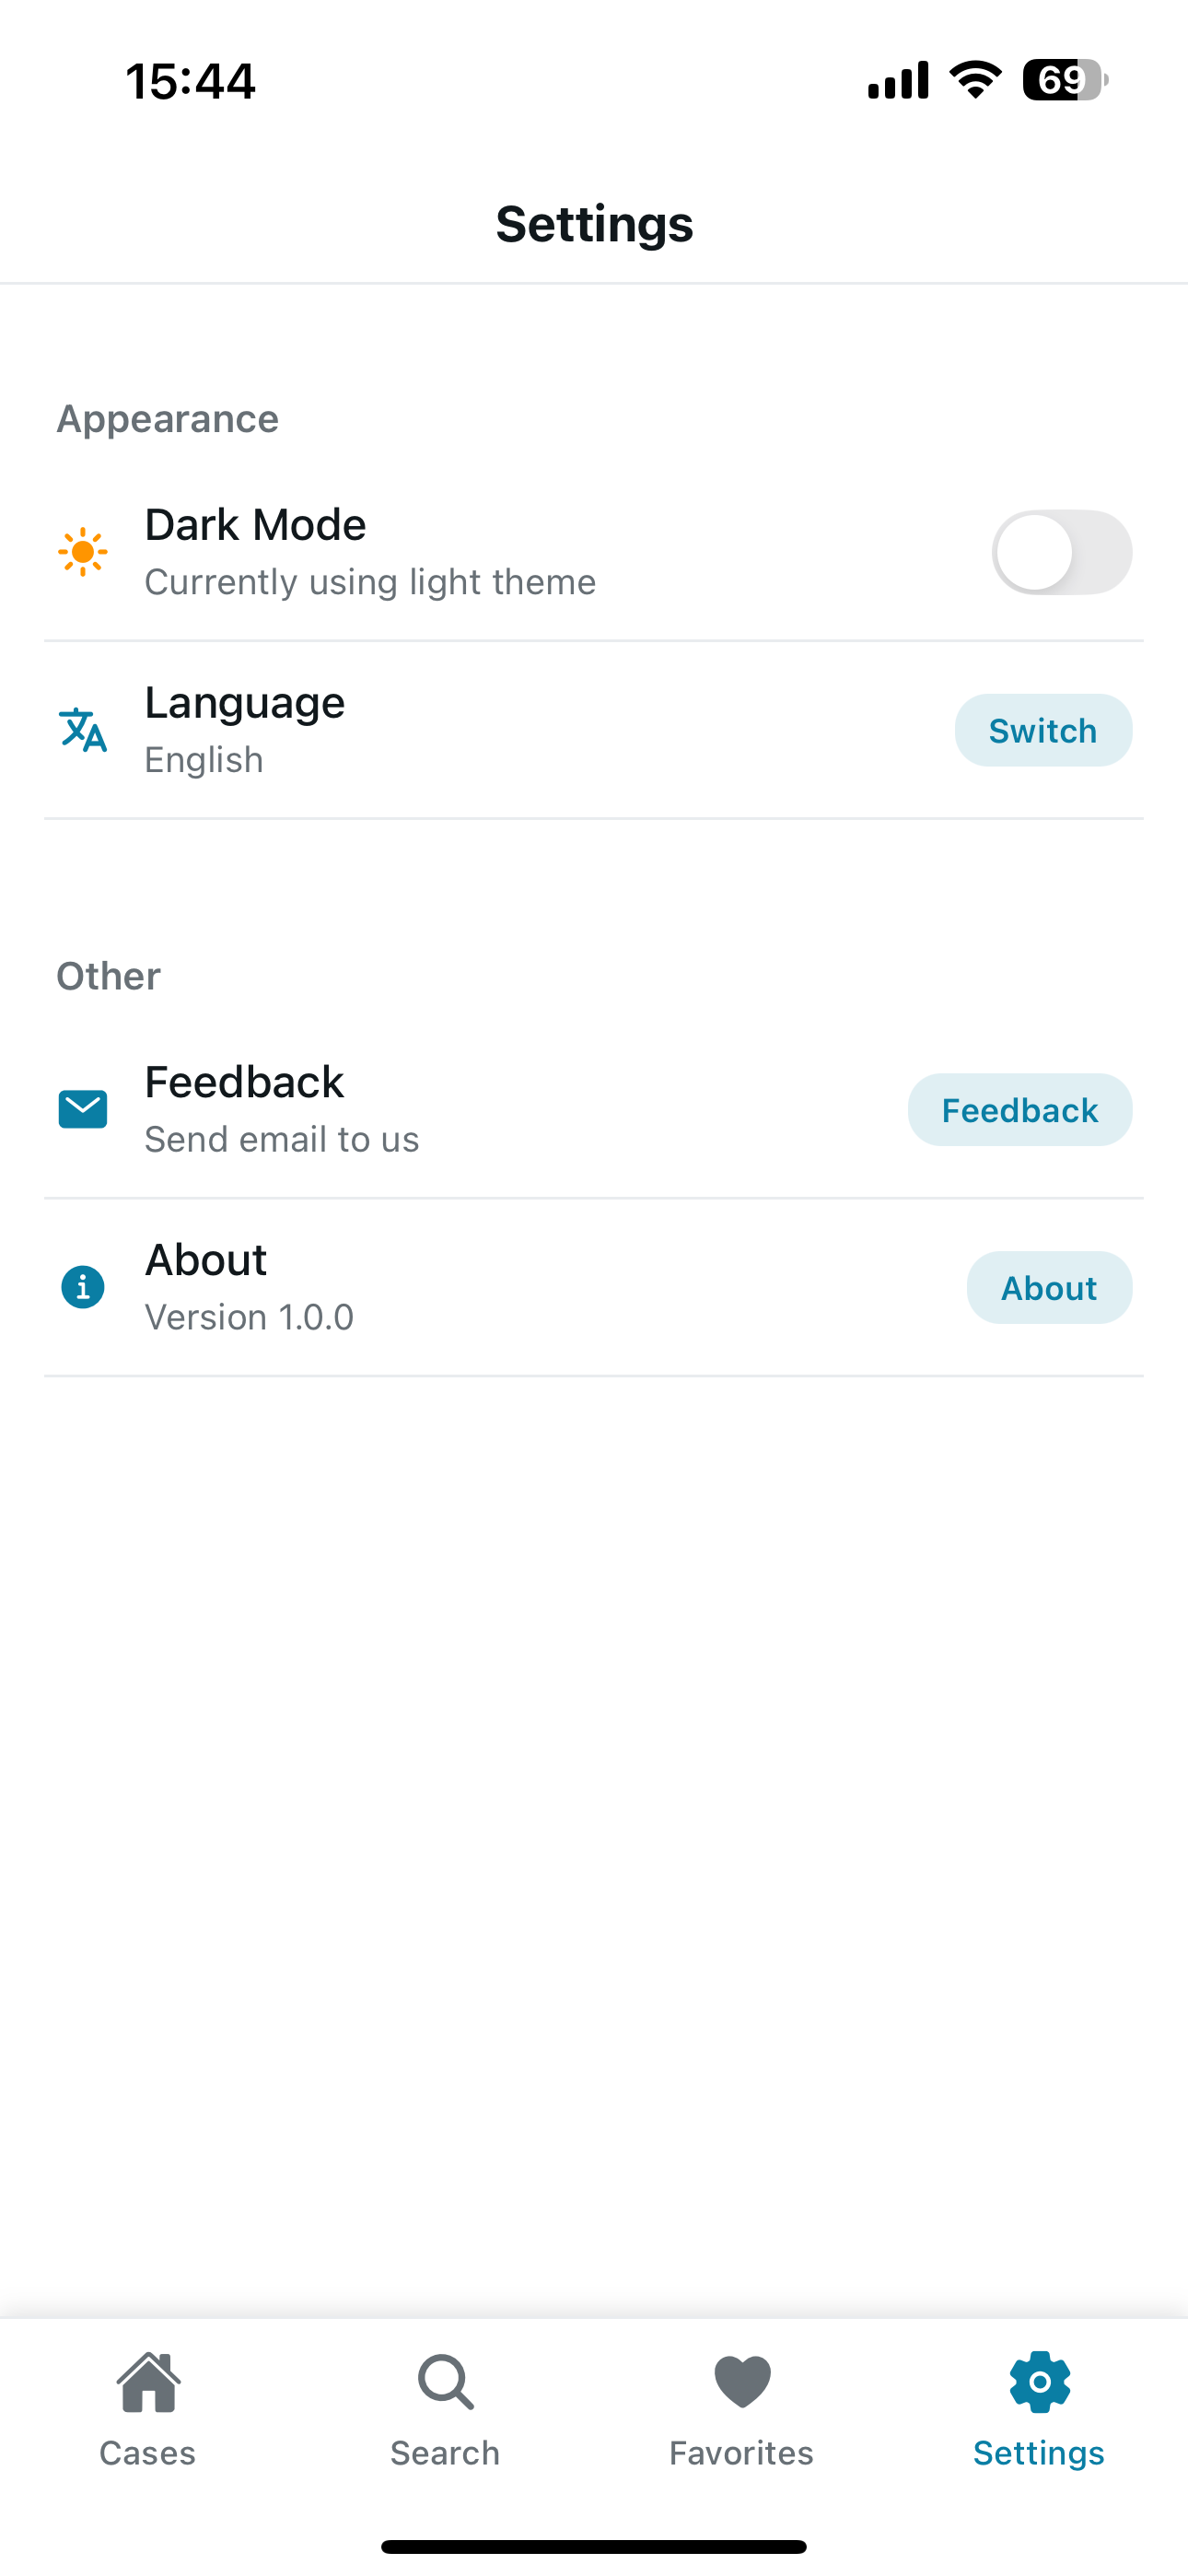 15:44
69
Settings
Appearance
Dark Mode
Currently using light theme
Language
English
Switch
Other
Feedback
Send email to us
Feedback
About
Version 1.0.0
About
Cases
Search
Favorites
Settings